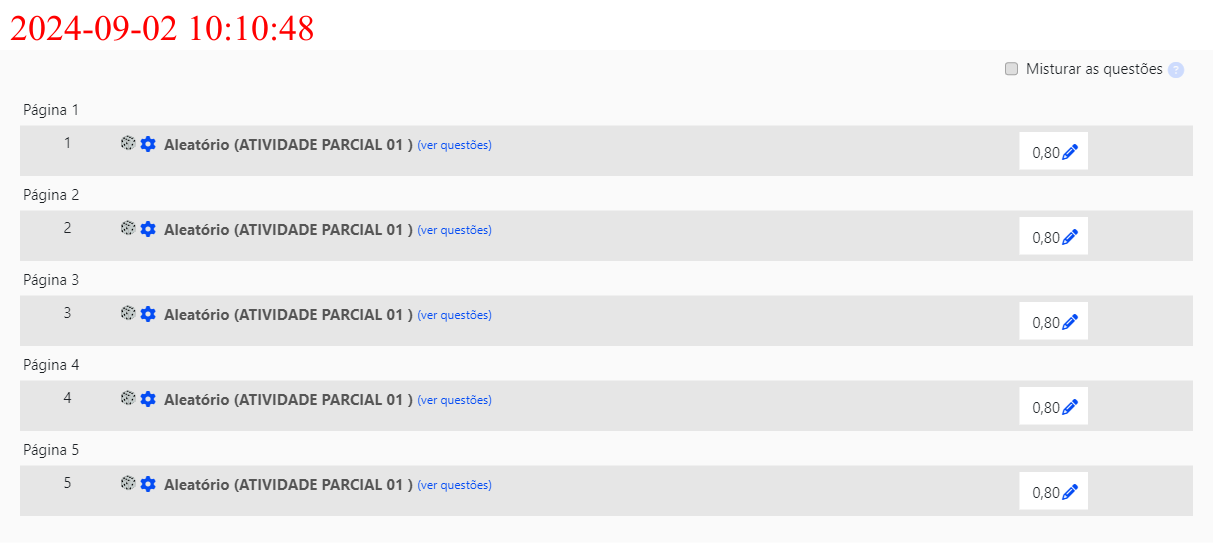 2024-09-02 10:10:48
Misturar as questões ?
Página 1
1 Aleatório (ATIVIDADE PARCIAL 01 ) (ver questões) 0,80
Página 2
2 Aleatório (ATIVIDADE PARCIAL 01 ) (ver questões) 0,80
Página 3
3 Aleatório (ATIVIDADE PARCIAL 01 ) (ver questões) 0,80
Página 4
4 Aleatório (ATIVIDADE PARCIAL 01 ) (ver questões) 0,80
Página 5
5 Aleatório (ATIVIDADE PARCIAL 01 ) (ver questões) 0,80